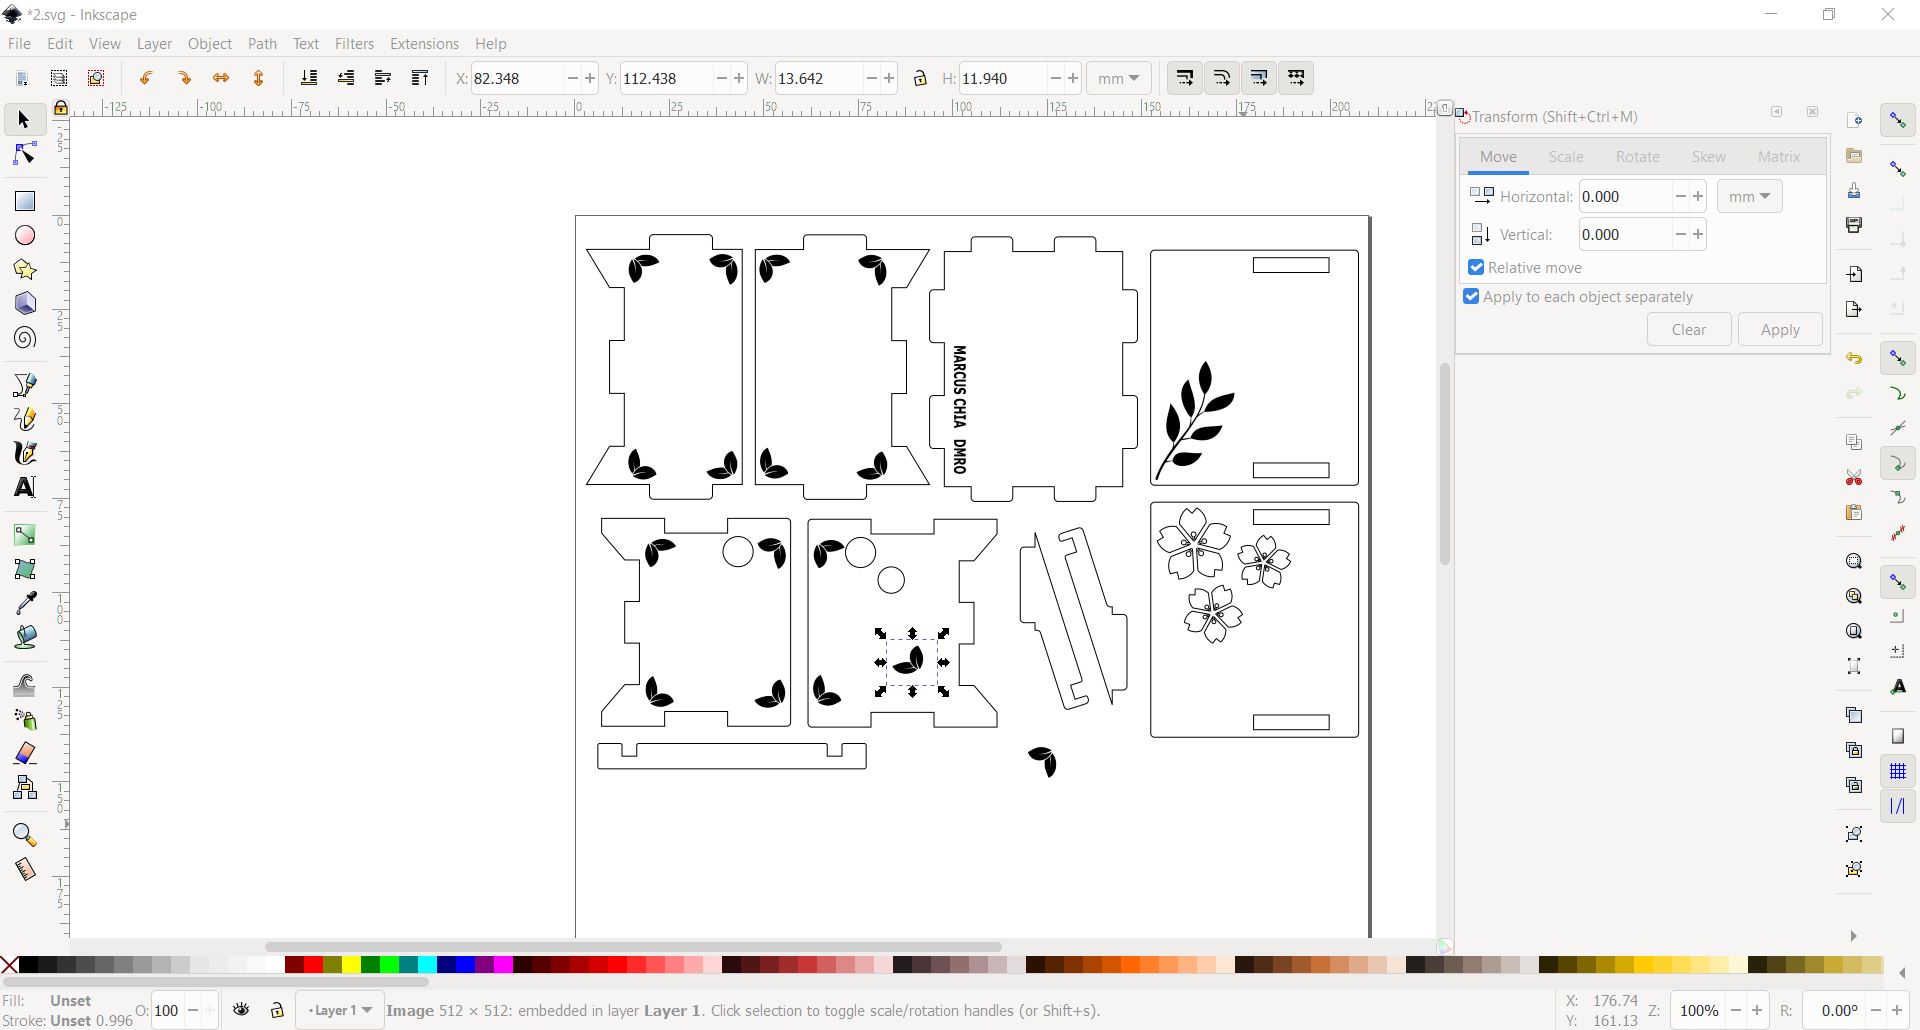 *2.svg - Inkscape
File Edit View Layer Object Path Text Filters Extensions Help
X: 82.348 Y: 112.438 W: 13.642 H: 11.940 mm
-125 -100 -75 -50 -25 0 25 50 75 100 125 150 175 200
Transform (Shift+Ctrl+M)
Move Scale Rotate Skew Matrix
Horizontal: 0.000 mm
Vertical: 0.000
Relative move
Apply to each object separately
Clear Apply
MARCUS CHIA DMRO
Fill: Unset
Stroke: Unset 0.996
O: 100
Layer 1
Image 512 × 512: embedded in layer Layer 1. Click selection to toggle scale/rotation handles (or Shift+s).
X: 176.74
Y: 161.13
Z: 100%
R: 0.00°